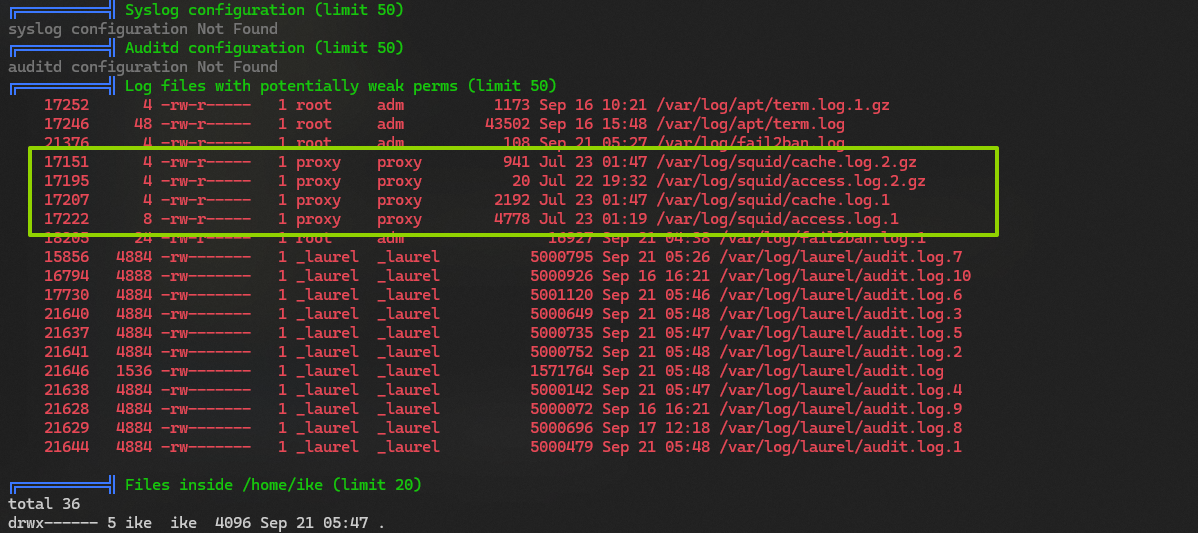 Syslog configuration (limit 50)
syslog configuration Not Found
Auditd configuration (limit 50)
auditd configuration Not Found
Log files with potentially weak perms (limit 50)
17252 4 -rw-r----- 1 root adm 1173 Sep 16 10:21 /var/log/apt/term.log.1.gz
17246 48 -rw-r----- 1 root adm 43502 Sep 16 15:48 /var/log/apt/term.log
21376 4 -rw-r----- 1 root adm 108 Sep 21 05:27 /var/log/fail2ban.log
17151 4 -rw-r----- 1 proxy proxy 941 Jul 23 01:47 /var/log/squid/cache.log.2.gz
17195 4 -rw-r----- 1 proxy proxy 20 Jul 22 19:32 /var/log/squid/access.log.2.gz
17207 4 -rw-r----- 1 proxy proxy 2192 Jul 23 01:47 /var/log/squid/cache.log.1
17222 8 -rw-r----- 1 proxy proxy 4778 Jul 23 01:19 /var/log/squid/access.log.1
18205 24 -rw-r----- 1 root adm 16927 Sep 21 04:38 /var/log/fail2ban.log.1
15856 4884 -rw------- 1 _laurel _laurel 5000795 Sep 21 05:26 /var/log/laurel/audit.log.7
16794 4888 -rw------- 1 _laurel _laurel 5000926 Sep 16 16:21 /var/log/laurel/audit.log.10
17730 4884 -rw------- 1 _laurel _laurel 5001120 Sep 21 05:46 /var/log/laurel/audit.log.6
21640 4884 -rw------- 1 _laurel _laurel 5000649 Sep 21 05:48 /var/log/laurel/audit.log.3
21637 4884 -rw------- 1 _laurel _laurel 5000735 Sep 21 05:47 /var/log/laurel/audit.log.5
21641 4884 -rw------- 1 _laurel _laurel 5000752 Sep 21 05:48 /var/log/laurel/audit.log.2
21646 1536 -rw------- 1 _laurel _laurel 1571764 Sep 21 05:48 /var/log/laurel/audit.log
21638 4884 -rw------- 1 _laurel _laurel 5000142 Sep 21 05:47 /var/log/laurel/audit.log.4
21628 4884 -rw------- 1 _laurel _laurel 5000072 Sep 16 16:21 /var/log/laurel/audit.log.9
21629 4884 -rw------- 1 _laurel _laurel 5000696 Sep 17 12:18 /var/log/laurel/audit.log.8
21644 4884 -rw------- 1 _laurel _laurel 5000479 Sep 21 05:48 /var/log/laurel/audit.log.1
Files inside /home/ike (limit 20)
total 36
drwx------ 5 ike ike 4096 Sep 21 05:47 .